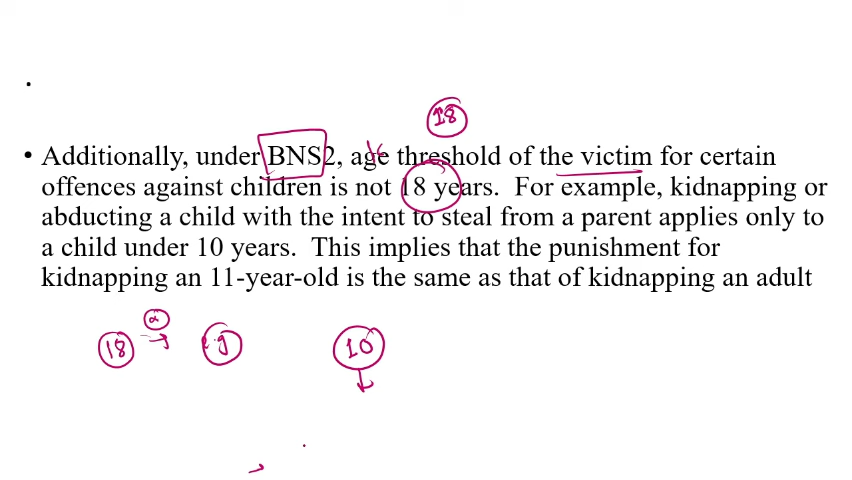 18
• Additionally, under BNS2, age threshold of the victim for certain
offences against children is not 18 years. For example, kidnapping or
abducting a child with the intent to steal from a parent applies only to
a child under 10 years. This implies that the punishment for
kidnapping an 11-year-old is the same as that of kidnapping an adult
18 e.g 10